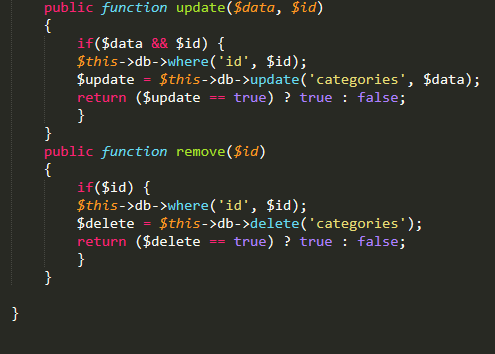 public function update($data, $id)
{
if($data && $id) {
$this->db->where('id', $id);
$update = $this->db->update('categories', $data);
return ($update == true) ? true : false;
}
}
public function remove($id)
{
if($id) {
$this->db->where('id', $id);
$delete = $this->db->delete('categories');
return ($delete == true) ? true : false;
}
}
}